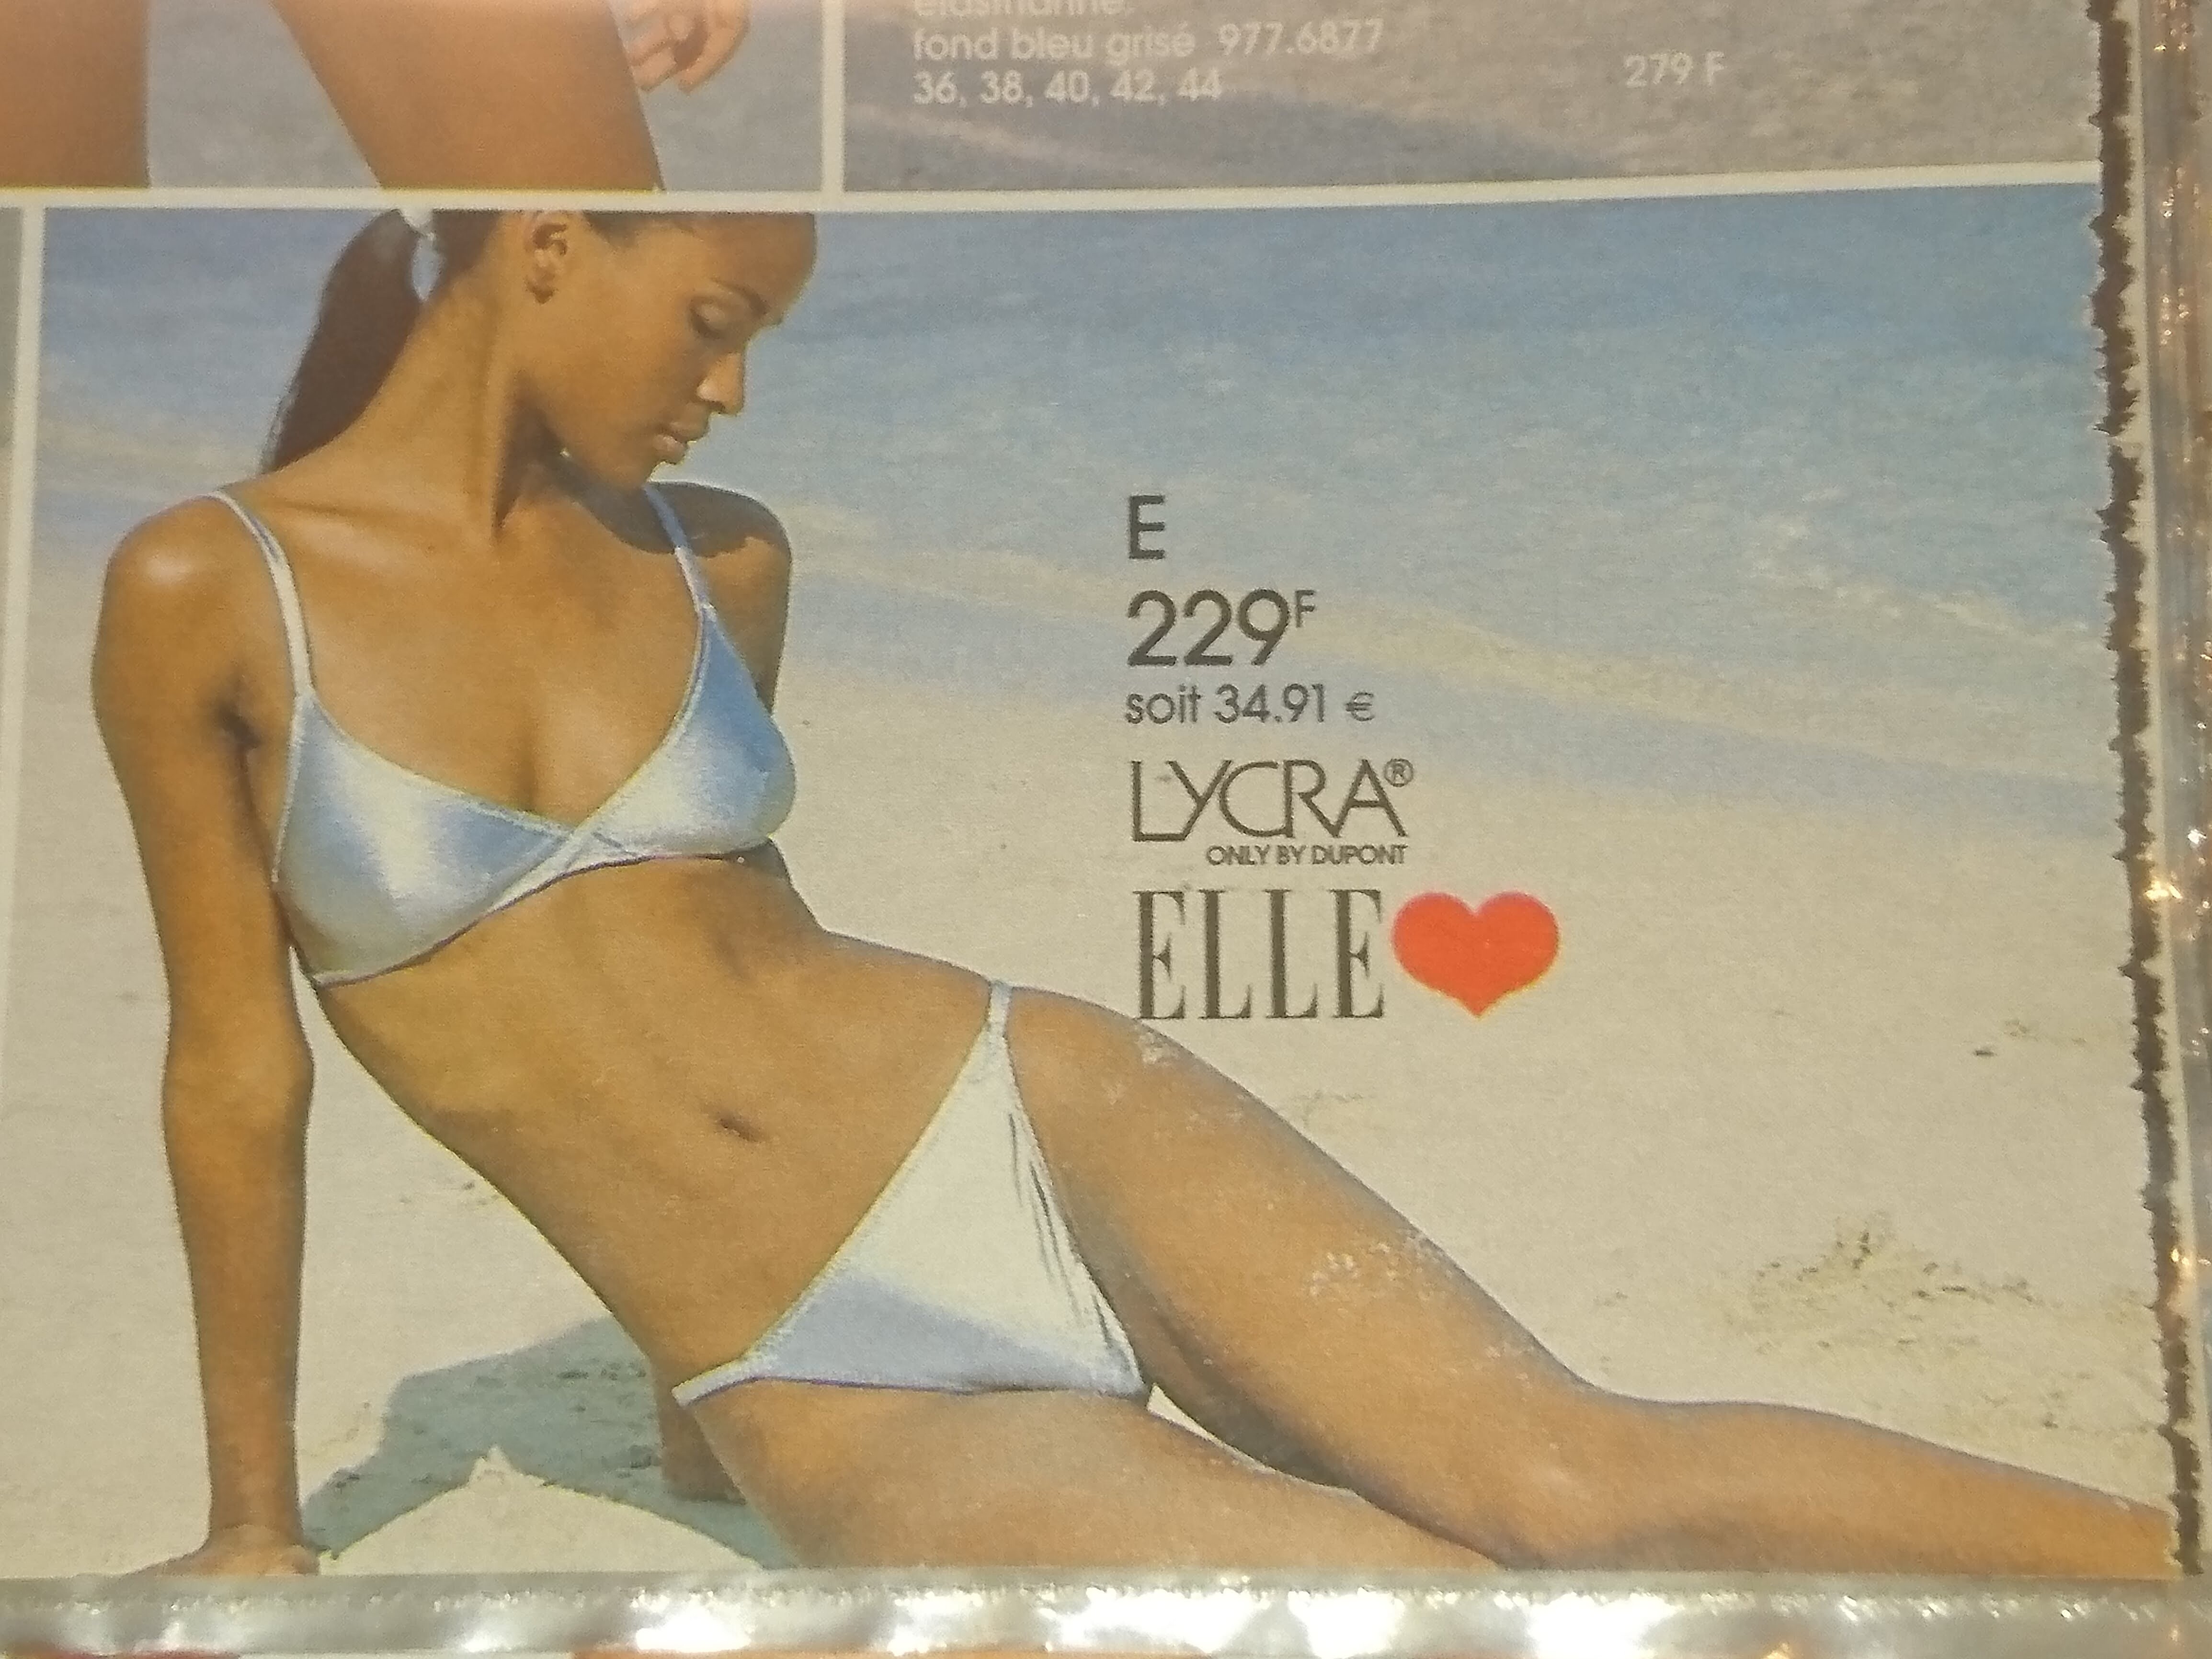 élasthanne.
fond bleu grisé 977.6877
36, 38, 40, 42, 44
279 F
E
229F
soit 34.91 €
LYCRA®
ONLY BY DUPONT
ELLE